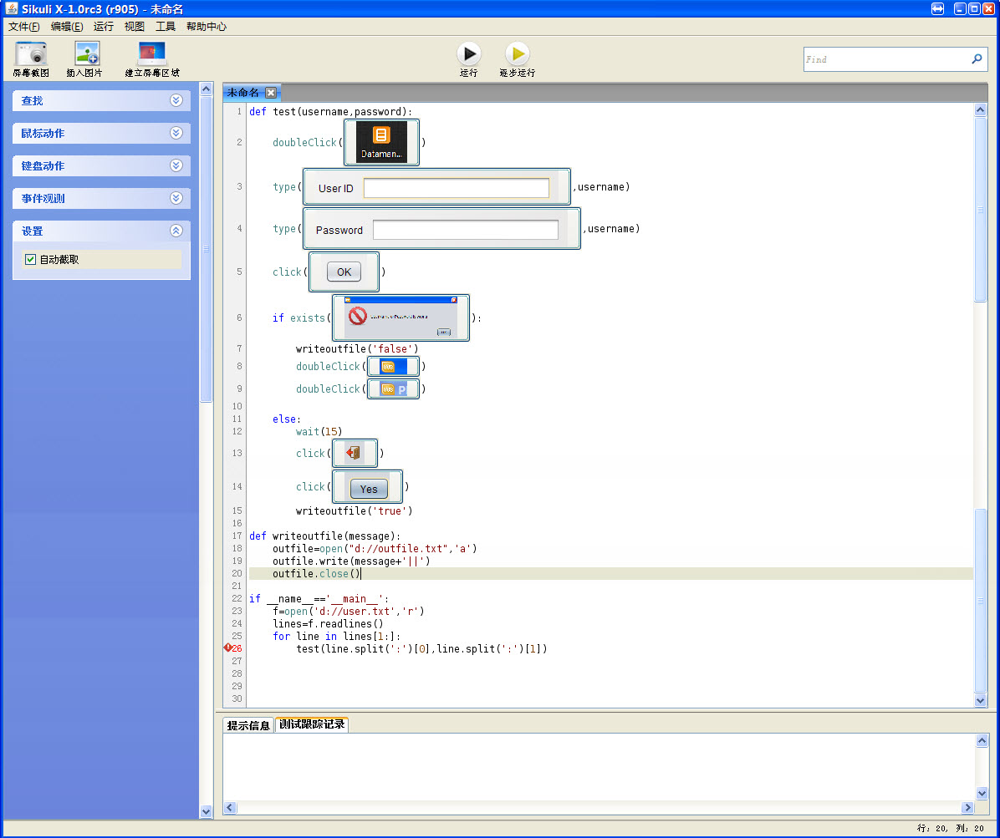 Sikuli X-1.0rc3 (r905) - 未命名
文件(F) 编辑(E) 运行 视图 工具 帮助中心
屏幕截图 插入图片 建立屏幕区域 运行 逐步运行 Find
查找
鼠标动作
键盘动作
事件观测
设置
自动截取
未命名
1 def test(username,password):
2 doubleClick( Dataman... )
3 type( User ID ,username)
4 type( Password ,username)
5 click( OK )
6 if exists( ):
7 writeoutfile('false')
8 doubleClick( )
9 doubleClick( P )
10
11 else:
12 wait(15)
13 click( )
14 click( Yes )
15 writeoutfile('true')
16
17 def writeoutfile(message):
18 outfile=open("d://outfile.txt",'a')
19 outfile.write(message+'||')
20 outfile.close()
21
22 if __name__=='__main__':
23 f=open('d://user.txt','r')
24 lines=f.readlines()
25 for line in lines[1:]:
26 test(line.split(':')[0],line.split(':')[1])
27
28
29
30
提示信息 测试跟踪记录
行: 20, 列: 20